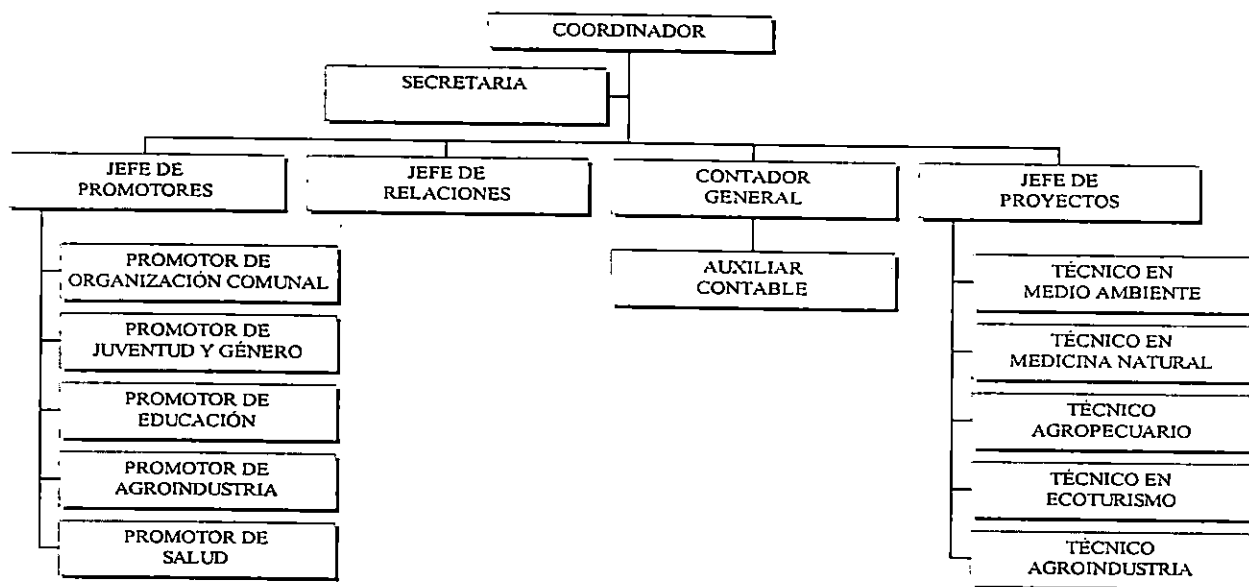 COORDINADOR
SECRETARIA
JEFE DE
PROMOTORES
JEFE DE
RELACIONES
CONTADOR
GENERAL
JEFE DE
PROYECTOS
PROMOTOR DE
ORGANIZACIÓN COMUNAL
PROMOTOR DE
JUVENTUD Y GÉNERO
PROMOTOR DE
EDUCACIÓN
PROMOTOR DE
AGROINDUSTRIA
PROMOTOR DE
SALUD
AUXILIAR
CONTABLE
TÉCNICO EN
MEDIO AMBIENTE
TÉCNICO EN
MEDICINA NATURAL
TÉCNICO
AGROPECUARIO
TÉCNICO EN
ECOTURISMO
TÉCNICO
AGROINDUSTRIA